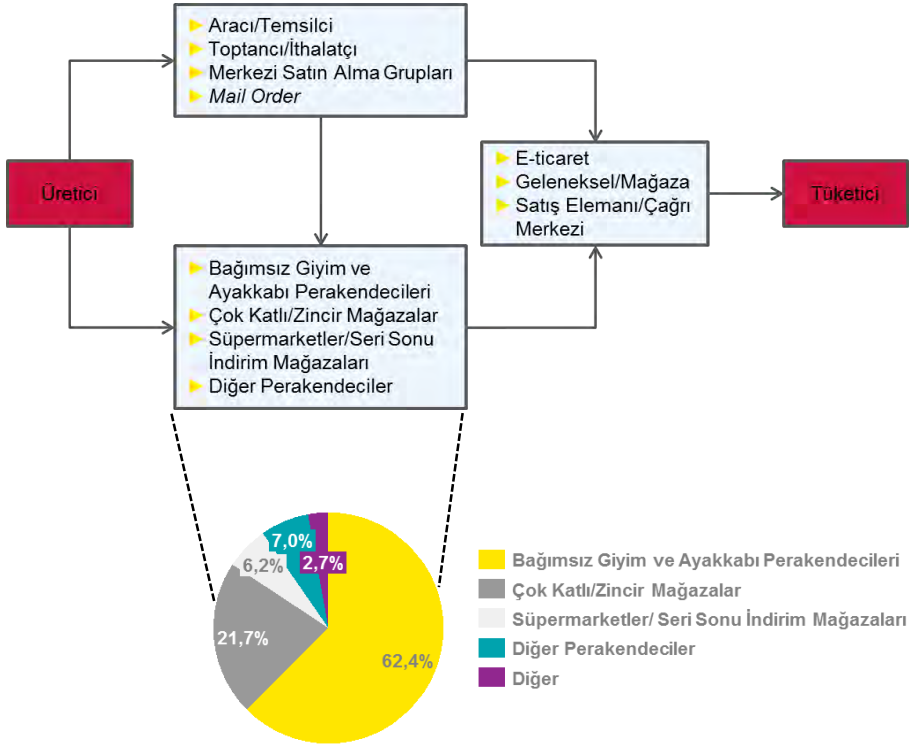 Aracı/Temsilci
Toptancı/İthalatçı
Merkezi Satın Alma Grupları
Mail Order
Üretici
E-ticaret
Geleneksel/Mağaza
Satış Elemanı/Çağrı
Merkezi
Tüketici
Bağımsız Giyim ve
Ayakkabı Perakendecileri
Çok Katlı/Zincir Mağazalar
Süpermarketler/Seri Sonu
İndirim Mağazaları
Diğer Perakendeciler
7,0%
2,7%
6,2%
21,7%
62,4%
Bağımsız Giyim ve Ayakkabı Perakendecileri
Çok Katlı/Zincir Mağazalar
Süpermarketler/ Seri Sonu İndirim Mağazaları
Diğer Perakendeciler
Diğer